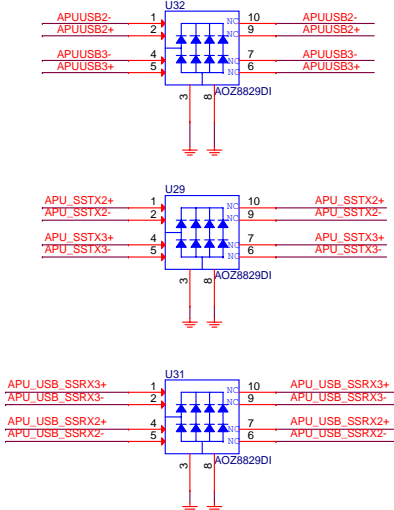 U32
APUUSB2- 1 NC 10 APUUSB2-
APUUSB2+ 2 NC 9 APUUSB2+
APUUSB3- 4 NC 7 APUUSB3-
APUUSB3+ 5 NC 6 APUUSB3+
3 8 AOZ8829DI
U29
APU_SSTX2+ 1 NC 10 APU_SSTX2+
APU_SSTX2- 2 NC 9 APU_SSTX2-
APU_SSTX3+ 4 NC 7 APU_SSTX3+
APU_SSTX3- 5 NC 6 APU_SSTX3-
3 8 AOZ8829DI
U31
APU_USB_SSRX3+ 1 NC 10 APU_USB_SSRX3+
APU_USB_SSRX3- 2 NC 9 APU_USB_SSRX3-
APU_USB_SSRX2+ 4 NC 7 APU_USB_SSRX2+
APU_USB_SSRX2- 5 NC 6 APU_USB_SSRX2-
3 8 AOZ8829DI